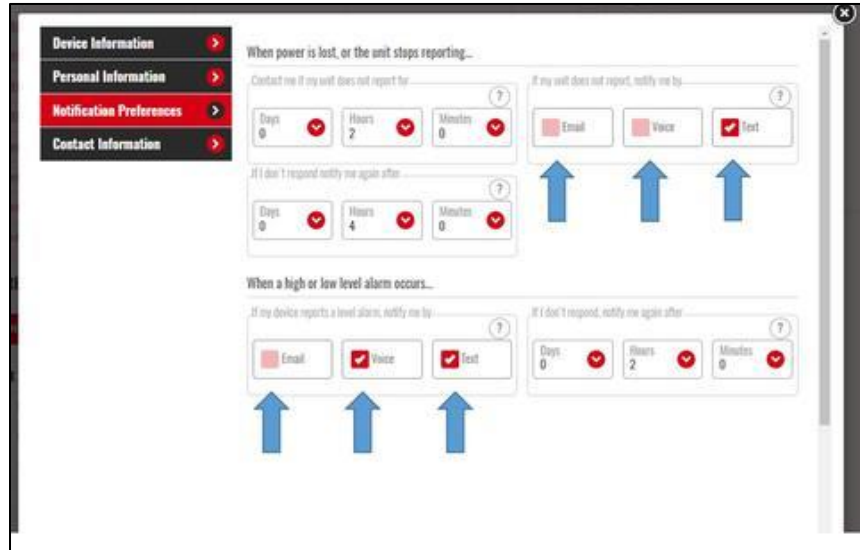 Device Information
Personal Information
Notification Preferences
Contact Information
When power is lost, or the unit stops reporting...
Contact me if my unit does not report for
?
Days
0
Hours
2
Minutes
0
If my unit does not report, notify me by
?
Email
Voice
Text
If I don't respond notify me again after
?
Days
0
Hours
4
Minutes
0
When a high or low level alarm occurs...
If my device reports a level alarm, notify me by
?
Email
Voice
Text
If I don't respond, notify me again after
?
Days
0
Hours
2
Minutes
0